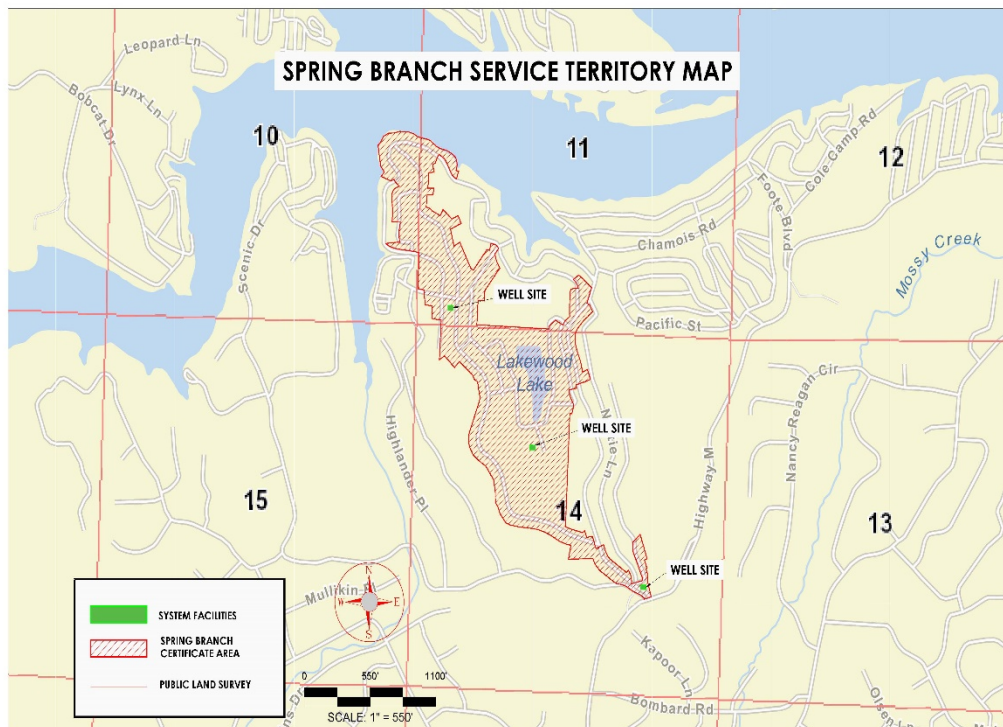 Leopard Ln
SPRING BRANCH SERVICE TERRITORY MAP
Bobcat Dr
Lynx Ln
10
11
12
Cole Camp Rd
Foote Blvd
Scenic Dr
Chamois Rd
Mossy Creek
WELL SITE
Pacific St
Lakewood
Lake
Nancy Reagan Cir
Highlander Pl
WELL SITE
Highway M
15
14
13
WELL SITE
Mullikin
N
W E
S
SYSTEM FACILITIES
SPRING BRANCH
CERTIFICATE AREA
PUBLIC LAND SURVEY
Kapoor Ln
0 550' 1100'
SCALE: 1" = 550'
Bombard Rd
Olsen Ln